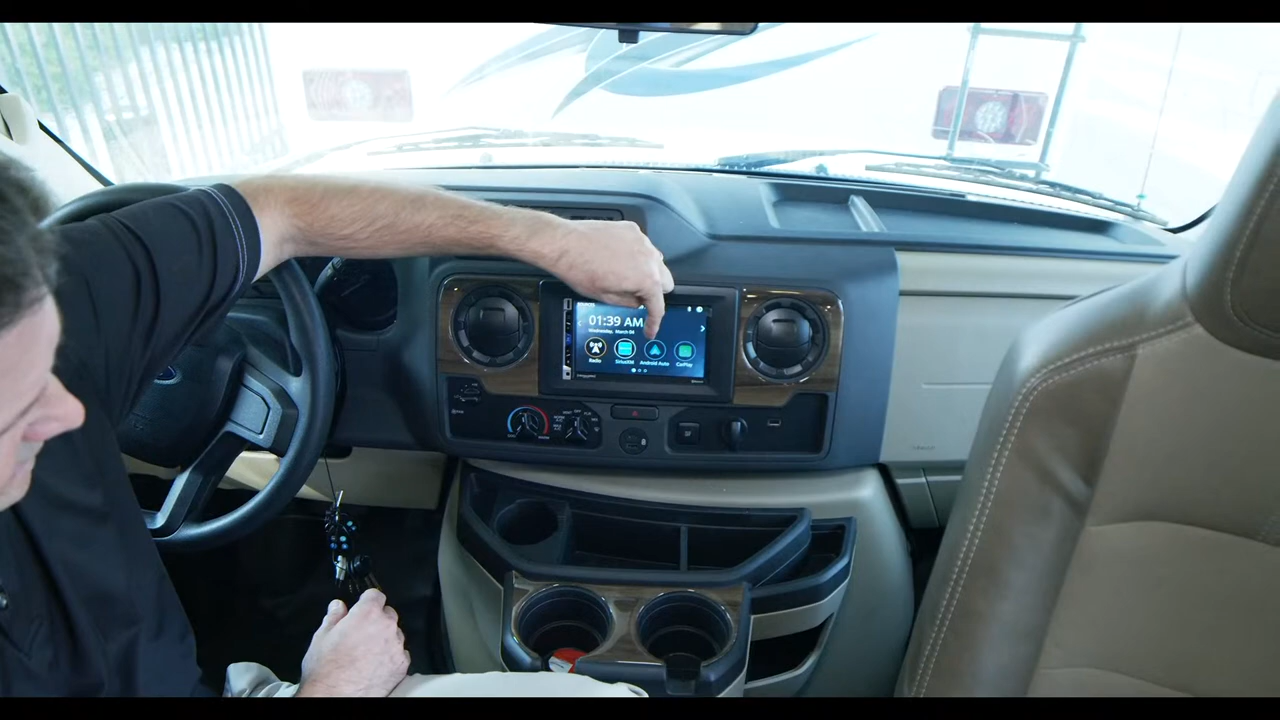 01:39 AM
Wednesday, March 04
Radio
SiriusXM
Android Auto
CarPlay